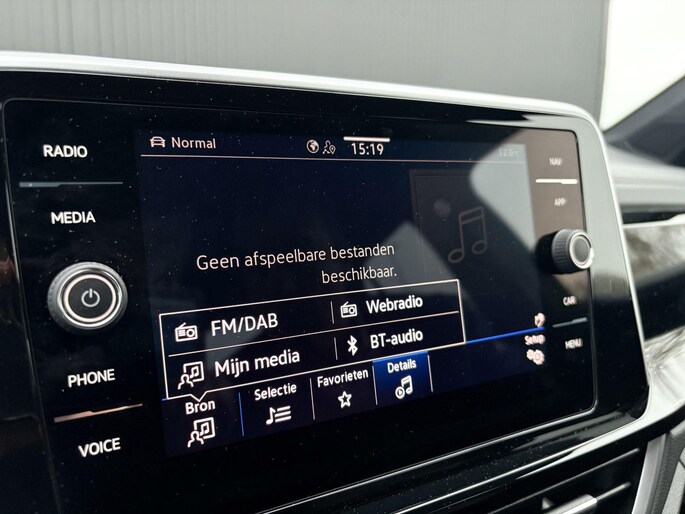 RADIO
MEDIA
PHONE
VOICE
Normal
15:19
Geen afspeelbare bestanden
beschikbaar.
FM/DAB
Webradio
Mijn media
BT-audio
Bron
Selectie
Favorieten
Details
Setup
NAV
APP
CAR
MENU